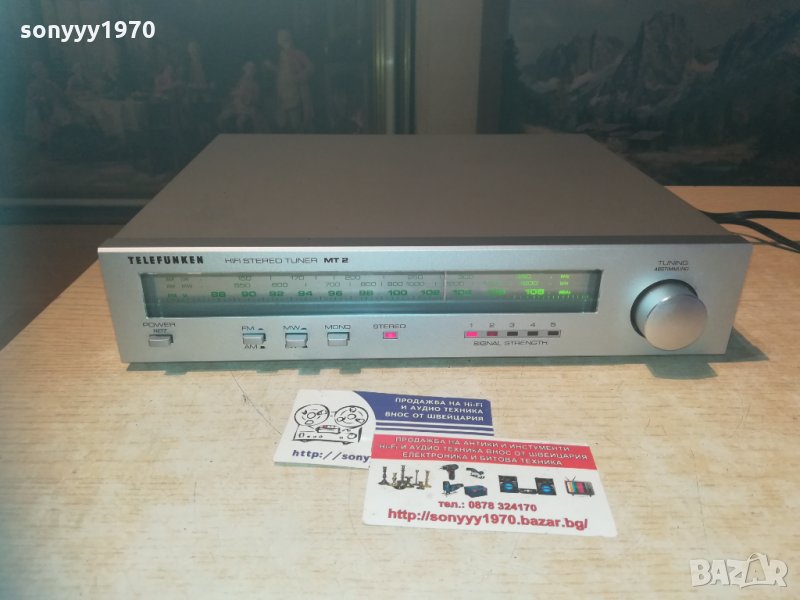 sonyyy1970
TELEFUNKEN HIFI STEREO TUNER MT 2
TUNING
ABSTIMMUNG
88 90 92 94 96 98 100 102 104 106 108
POWER
NETZ
FM
AM
MW
MONO
STEREO
1 2 3 4 5
SIGNAL STRENGTH
ПРОДАЖБА НА Hi-Fi
И АУДИО ТЕХНИКА
ВНОС ОТ ШВЕЙЦАРИЯ
http://sony
ПРОДАЖБА НА АНТИКИ И ИНСТУМЕНТИ
Hi-Fi И АУДИО ТЕХНИКА ВНОС ОТ ШВЕЙЦАРИЯ
ЕЛЕКТРОНИКА И БИТОВА ТЕХНИКА
тел.: 0878 324170
http://sonyyy1970.bazar.bg/
BAZAR